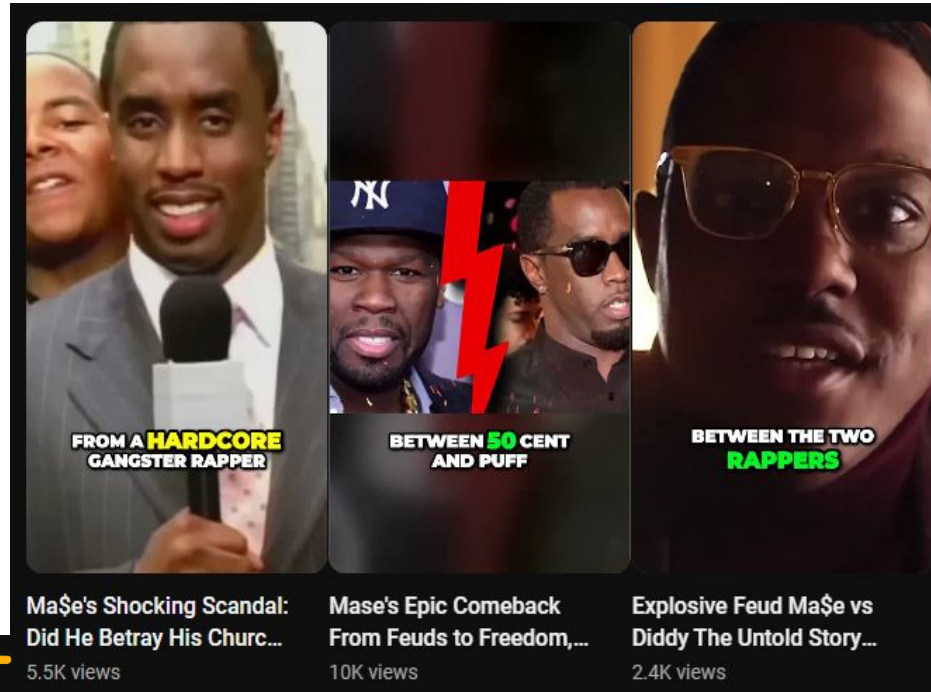 NY
FROM A HARDCORE
GANGSTER RAPPER
BETWEEN 50 CENT
AND PUFF
BETWEEN THE TWO
RAPPERS
Ma$e's Shocking Scandal:
Did He Betray His Churc...
5.5K views
Mase's Epic Comeback
From Feuds to Freedom,...
10K views
Explosive Feud Ma$e vs
Diddy The Untold Story...
2.4K views